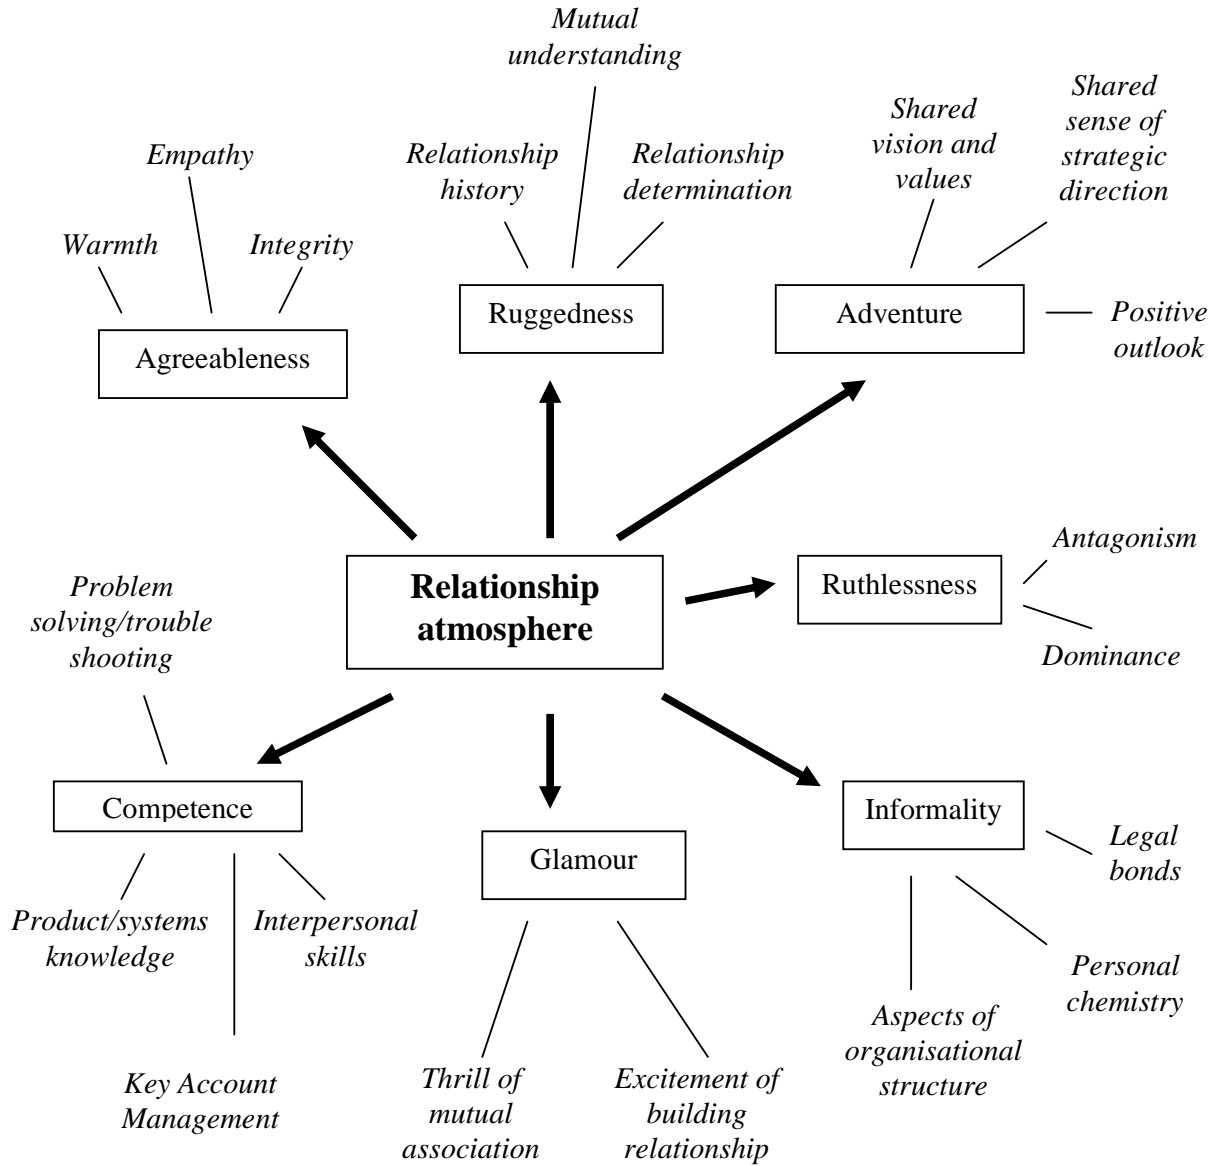 Mutual
understanding
Shared
sense of
strategic
direction
Shared
vision and
values
Empathy
Relationship
history
Relationship
determination
Warmth
Integrity
Agreeableness
Ruggedness
Adventure
Positive
outlook
Relationship
atmosphere
Ruthlessness
Antagonism
Dominance
Problem
solving/trouble
shooting
Competence
Product/systems
knowledge
Interpersonal
skills
Key Account
Management
Glamour
Thrill of
mutual
association
Excitement of
building
relationship
Informality
Legal
bonds
Personal
chemistry
Aspects of
organisational
structure